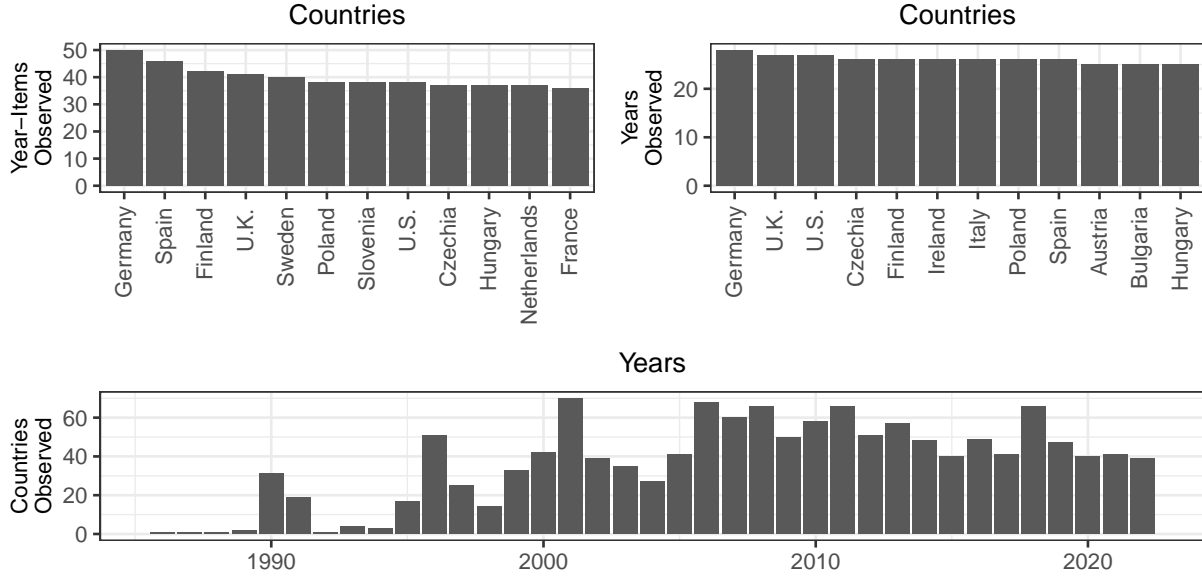 Countries
Year−Items
Observed
50
40
30
20
10
0
Germany
Spain
Finland
U.K.
Sweden
Poland
Slovenia
U.S.
Czechia
Hungary
Netherlands
France
Countries
Years
Observed
20
0
Germany
U.K.
U.S.
Czechia
Finland
Ireland
Italy
Poland
Spain
Austria
Bulgaria
Hungary
Years
Countries
Observed
60
40
20
0
1990
2000
2010
2020